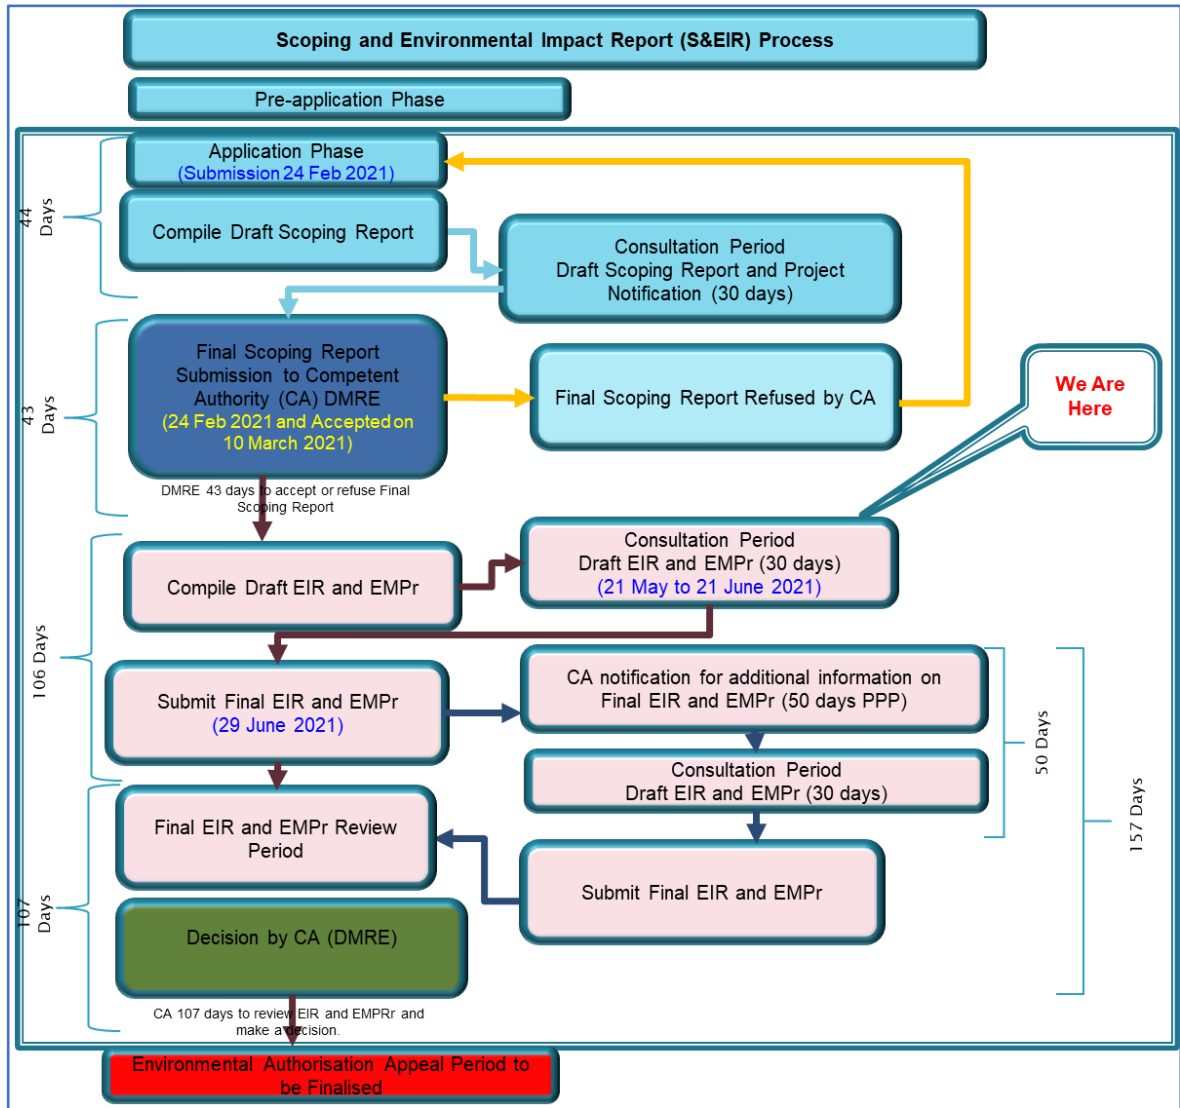 Scoping and Environmental Impact Report (S&EIR) Process
Pre-application Phase
Application Phase
(Submission 24 Feb 2021)
44
Days
Compile Draft Scoping Report
Consultation Period
Draft Scoping Report and Project
Notification (30 days)
43
Days
Final Scoping Report
Submission to Competent
Authority (CA) DMRE
(24 Feb 2021 and Accepted on
10 March 2021)
Final Scoping Report Refused by CA
We Are
Here
DMRE 43 days to accept or refuse Final
Scoping Report
Compile Draft EIR and EMPr
Consultation Period
Draft EIR and EMPr (30 days)
(21 May to 21 June 2021)
106 Days
Submit Final EIR and EMPr
(29 June 2021)
CA notification for additional information on
Final EIR and EMPr (50 days PPP)
50 Days
157 Days
Consultation Period
Draft EIR and EMPr (30 days)
Final EIR and EMPr Review
Period
Submit Final EIR and EMPr
107
Days
Decision by CA (DMRE)
CA 107 days to review EIR and EMPRr and
make a decision.
Environmental Authorisation Appeal Period to
be Finalised